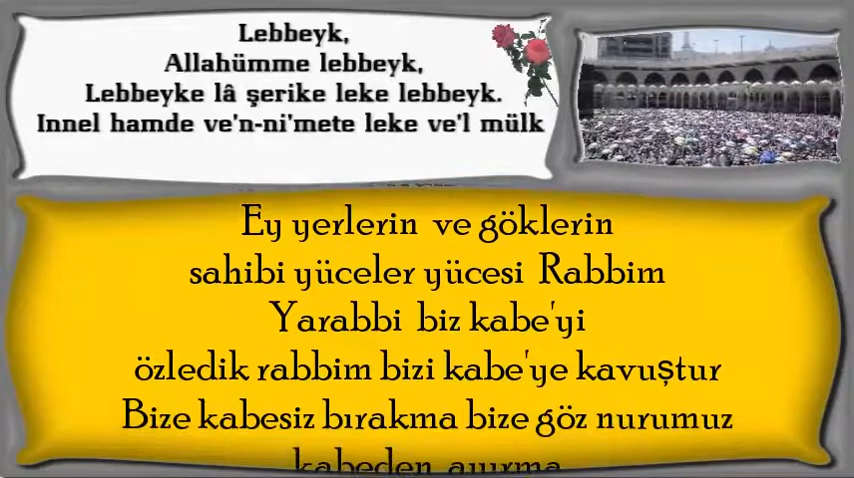 Lebbeyk,
Allahümme lebbeyk,
Lebbeyke lâ şerike leke lebbeyk.
Innel hamde ve'n-ni'mete leke ve'l mülk
Ey yerlerin ve göklerin
sahibi yüceler yücesi Rabbim
Yarabbi biz kabe'yi
özledik rabbim bizi kabe'ye kavuştur
Bize kabesiz bırakma bize göz nurumuz
kabeden ayırma